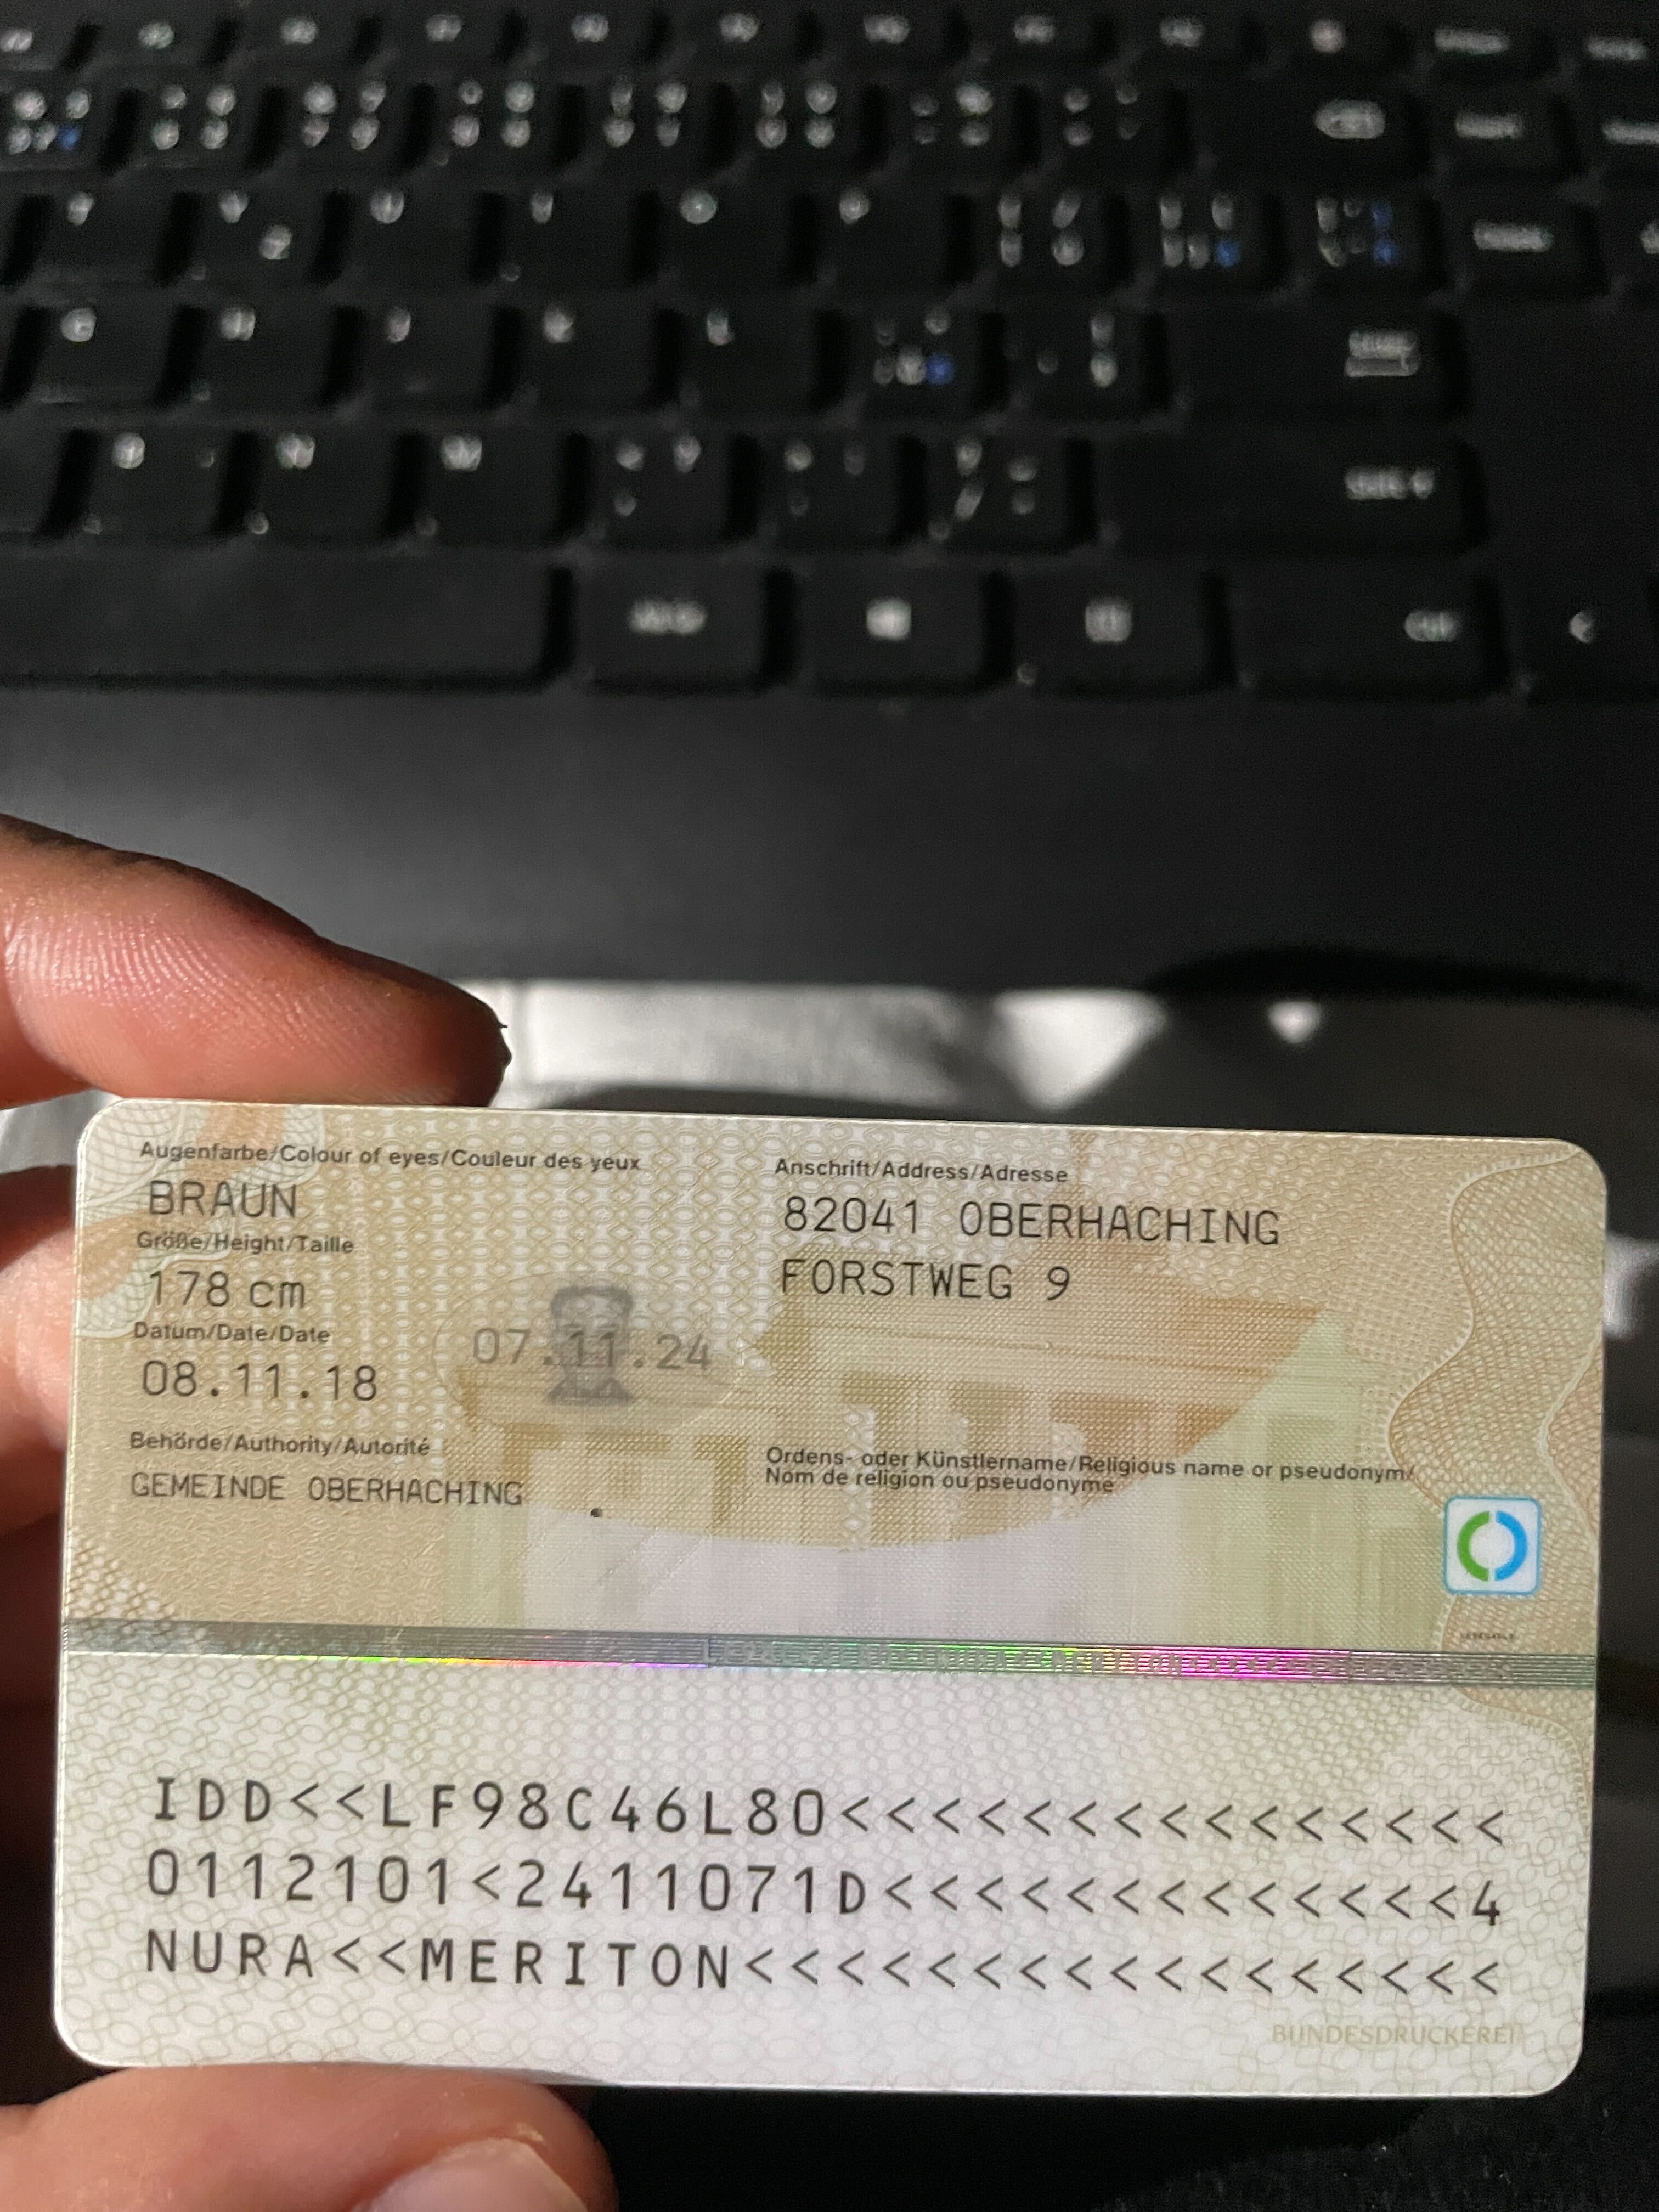 Augenfarbe/Colour of eyes/Couleur des yeux
BRAUN
Größe/Height/Taille
178 cm
Datum/Date/Date
08.11.18
07.11.24
Behörde/Authority/Autorité
GEMEINDE OBERHACHING
Anschrift/Address/Adresse
82041 OBERHACHING
FORSTWEG 9
Ordens- oder Künstlername/Religious name or pseudonym/
Nom de religion ou pseudonyme
IDD<<LF98C46L80<<<<<<<<<<<<<<<
0112101<2411071D<<<<<<<<<<<<<4
NURA<<MERITON<<<<<<<<<<<<<<<<<
BUNDESDRUCKEREI